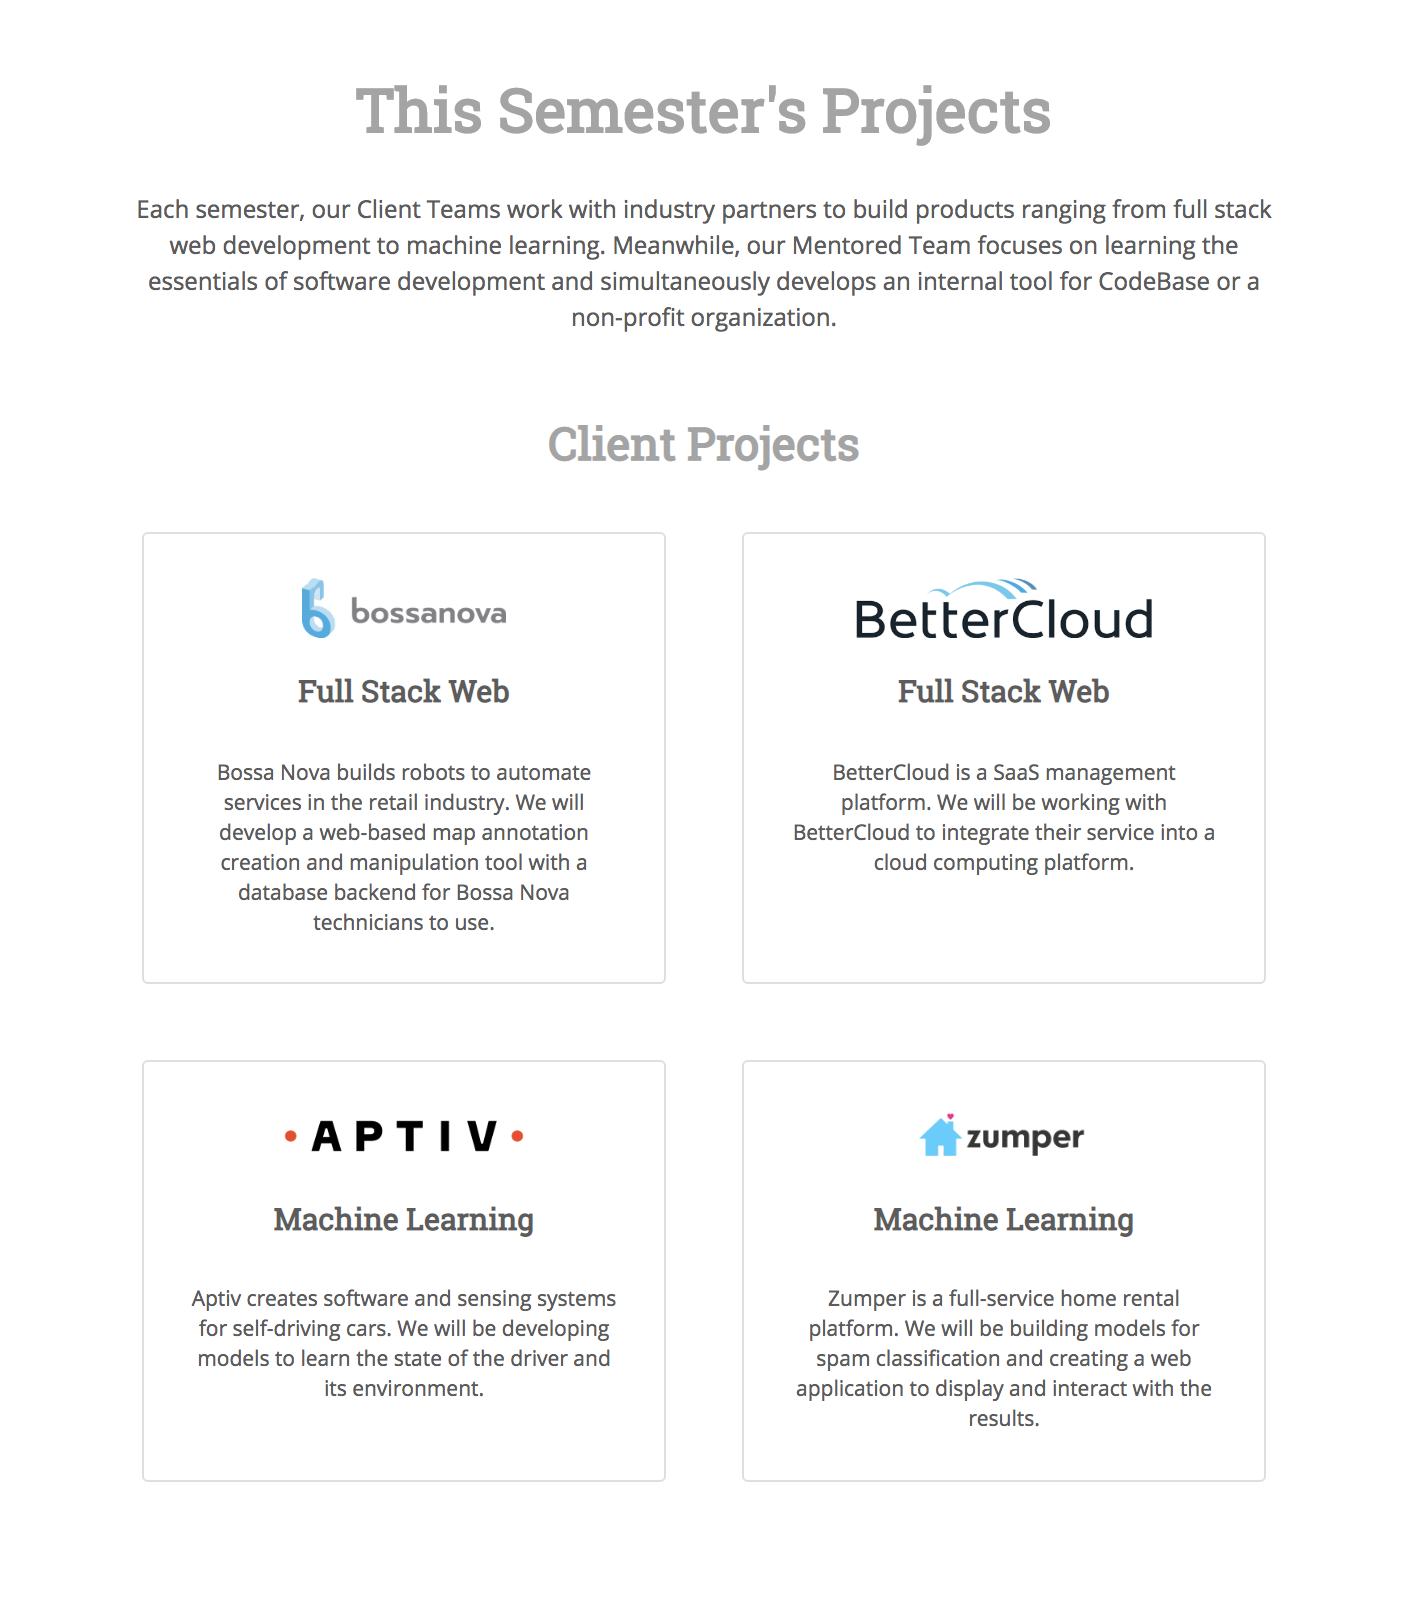 This Semester's Projects
Each semester, our Client Teams work with industry partners to build products ranging from full stack
web development to machine learning. Meanwhile, our Mentored Team focuses on learning the
essentials of software development and simultaneously develops an internal tool for CodeBase or a
non-profit organization.
Client Projects
bossanova
Full Stack Web
Bossa Nova builds robots to automate
services in the retail industry. We will
develop a web-based map annotation
creation and manipulation tool with a
database backend for Bossa Nova
technicians to use.
BetterCloud
Full Stack Web
BetterCloud is a SaaS management
platform. We will be working with
BetterCloud to integrate their service into a
cloud computing platform.
• APTIV •
Machine Learning
Aptiv creates software and sensing systems
for self-driving cars. We will be developing
models to learn the state of the driver and
its environment.
zumper
Machine Learning
Zumper is a full-service home rental
platform. We will be building models for
spam classification and creating a web
application to display and interact with the
results.